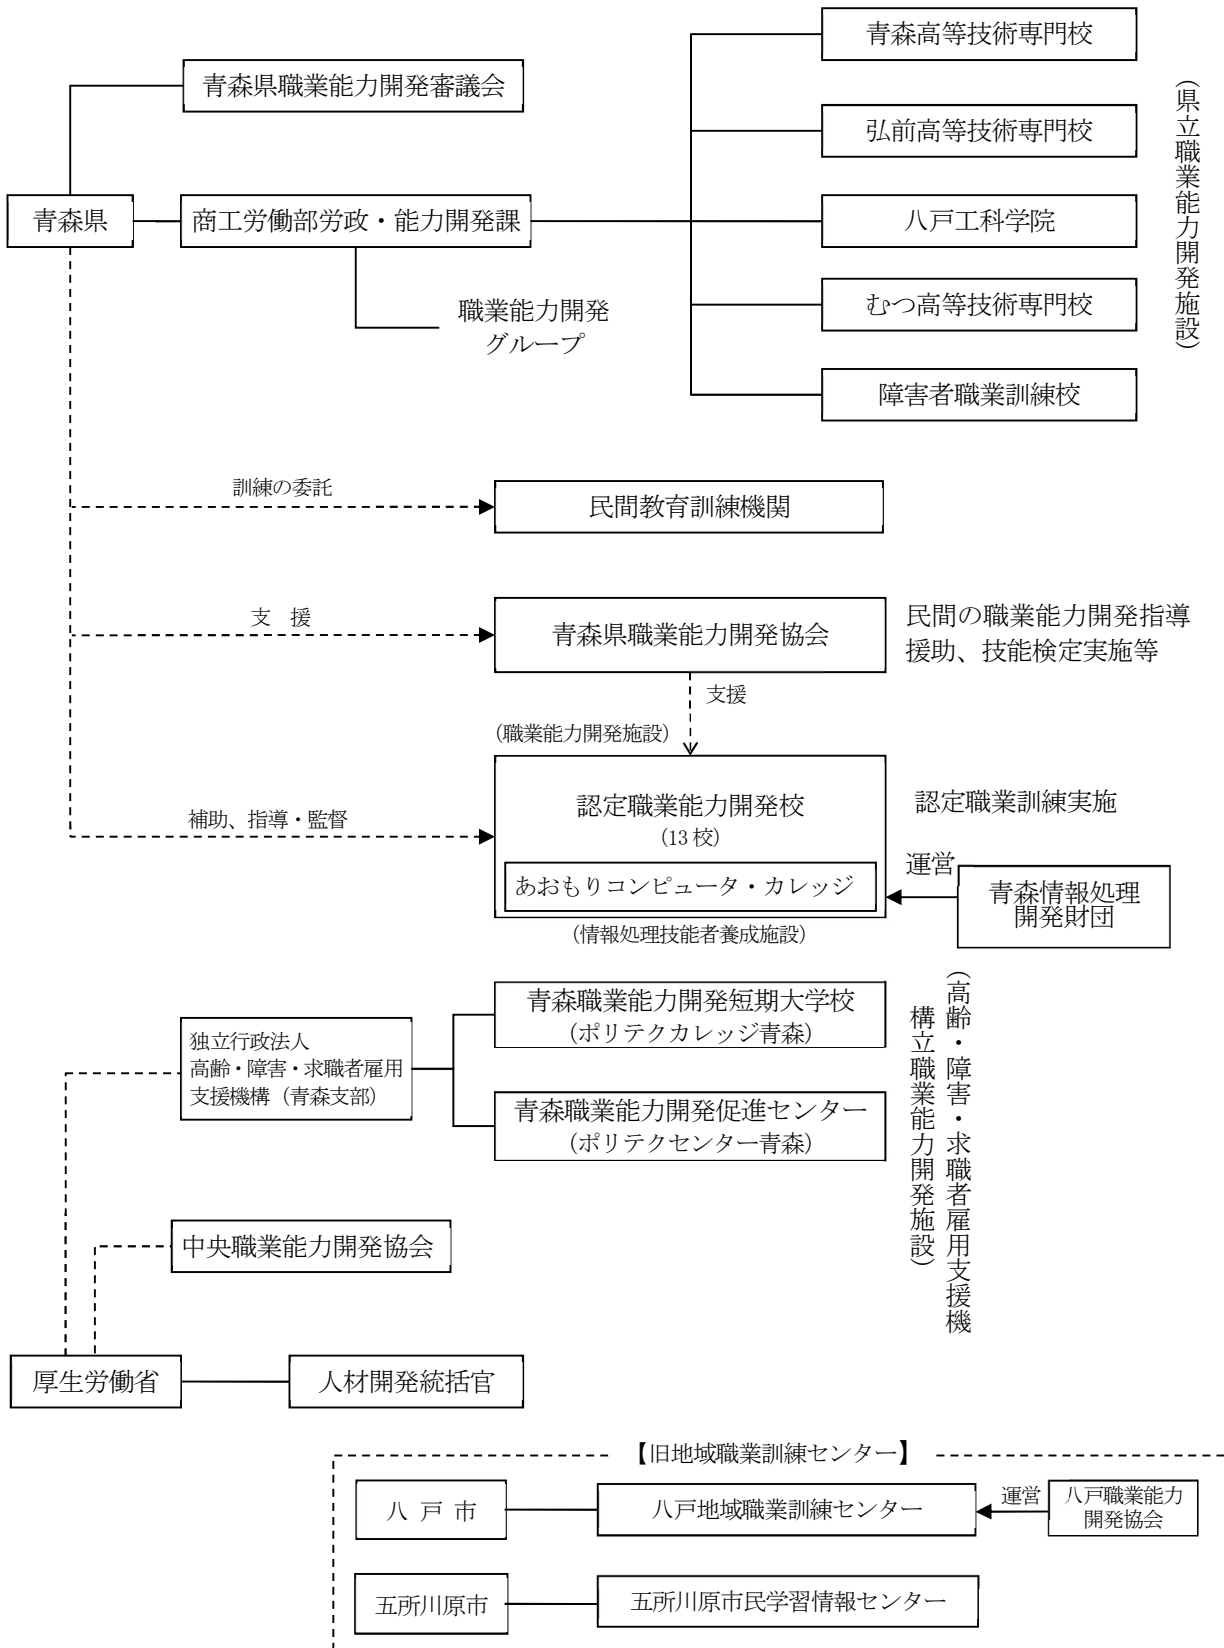 青森高等技術専門校
青森県職業能力開発審議会
弘前高等技術専門校
(県立職業能力開発施設)
青森県
商工労働部労政・能力開発課
八戸工科学院
職業能力開発
グループ
むつ高等技術専門校
障害者職業訓練校
訓練の委託
民間教育訓練機関
支 援
青森県職業能力開発協会
民間の職業能力開発指導
援助、技能検定実施等
支援
(職業能力開発施設)
認定職業能力開発校
(13 校)
認定職業訓練実施
補助、指導・監督
あおもりコンピュータ・カレッジ
運営
青森情報処理
開発財団
(情報処理技能者養成施設)
青森職業能力開発短期大学校
(ポリテクカレッジ青森)
独立行政法人
高齢・障害・求職者雇用
支援機構（青森支部）
青森職業能力開発促進センター
(ポリテクセンター青森)
(高齢・障害・求職者雇用支援機
構立職業能力開発施設)
中央職業能力開発協会
厚生労働省
人材開発統括官
【旧地域職業訓練センター】
八 戸 市
八戸地域職業訓練センター
運営
八戸職業能力
開発協会
五所川原市
五所川原市民学習情報センター